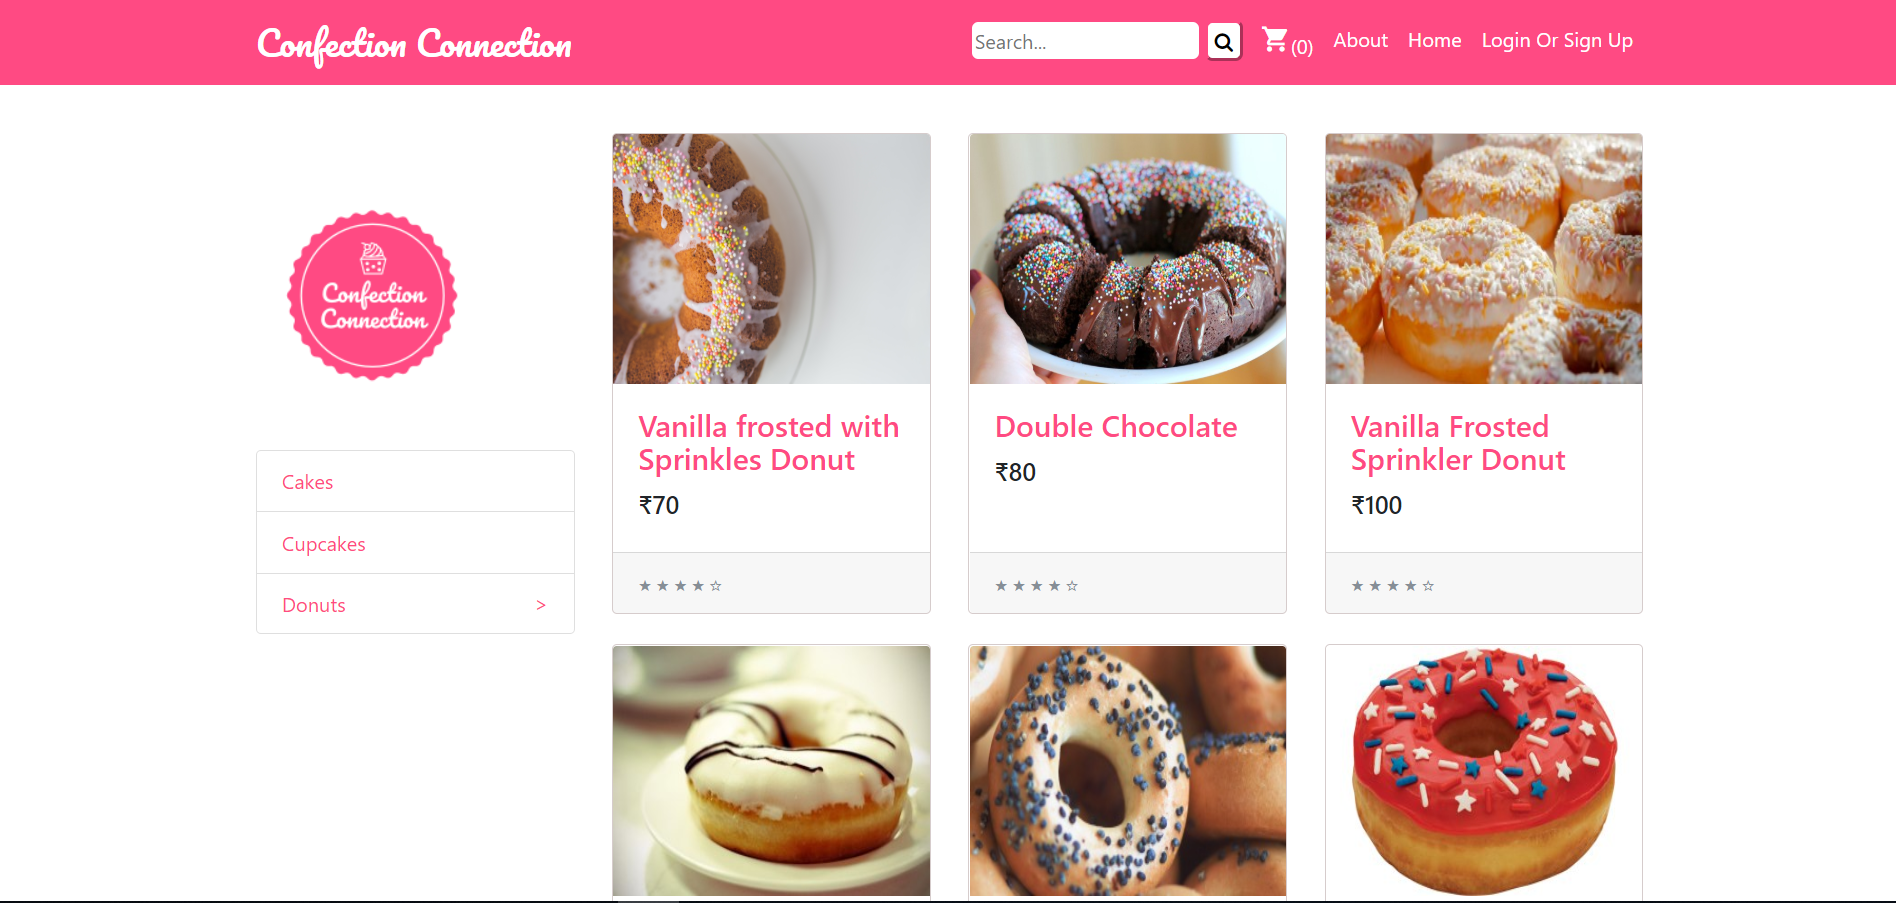 Confection Connection
Search...
(0)
About
Home
Login Or Sign Up
Confection
Connection
Cakes
Cupcakes
Donuts >
Vanilla frosted with
Sprinkles Donut
₹70
★ ★ ★ ★ ☆
Double Chocolate
₹80
★ ★ ★ ★ ☆
Vanilla Frosted
Sprinkler Donut
₹100
★ ★ ★ ★ ☆